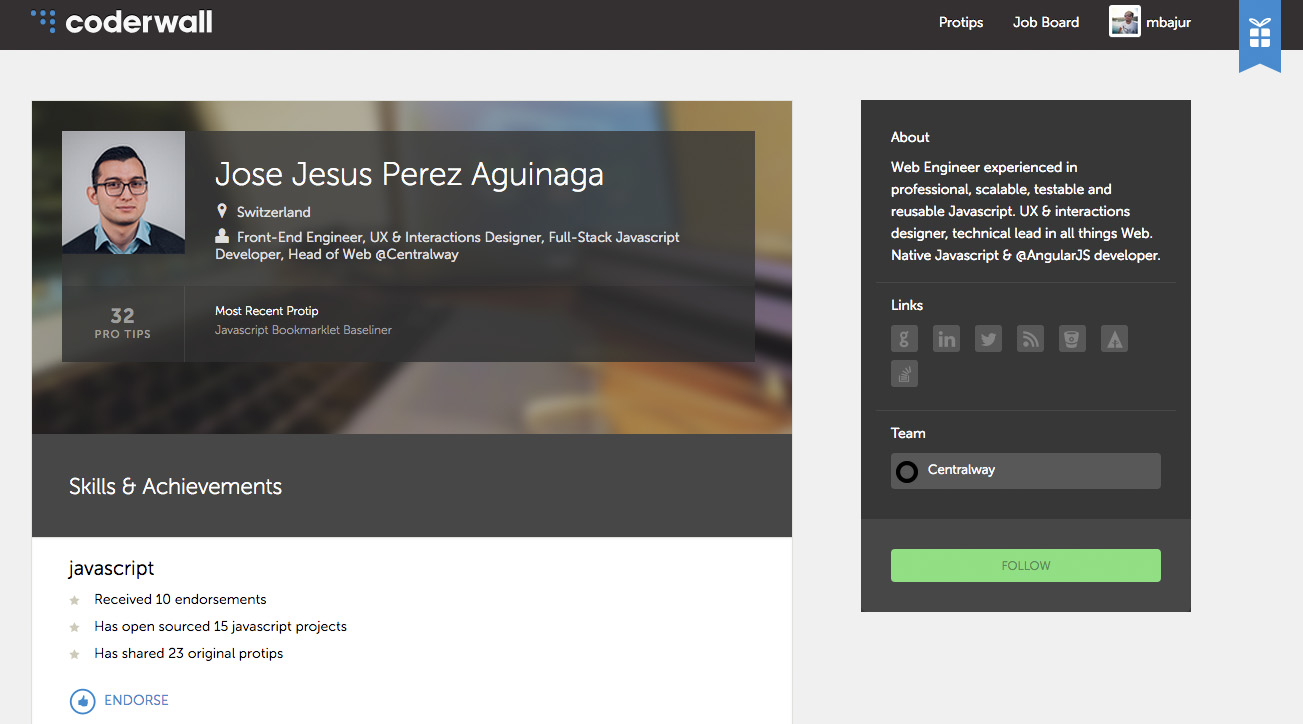 coderwall
Protips
Job Board
mbajur
Jose Jesus Perez Aguinaga
Switzerland
Front-End Engineer, UX & Interactions Designer, Full-Stack Javascript
Developer, Head of Web @Centralway
32
PRO TIPS
Most Recent Protip
Javascript Bookmarklet Baseliner
Skills & Achievements
javascript
Received 10 endorsements
Has open sourced 15 javascript projects
Has shared 23 original protips
ENDORSE
About
Web Engineer experienced in
professional, scalable, testable and
reusable Javascript. UX & interactions
designer, technical lead in all things Web.
Native Javascript & @AngularJS developer.
Links
g
in
Team
Centralway
FOLLOW